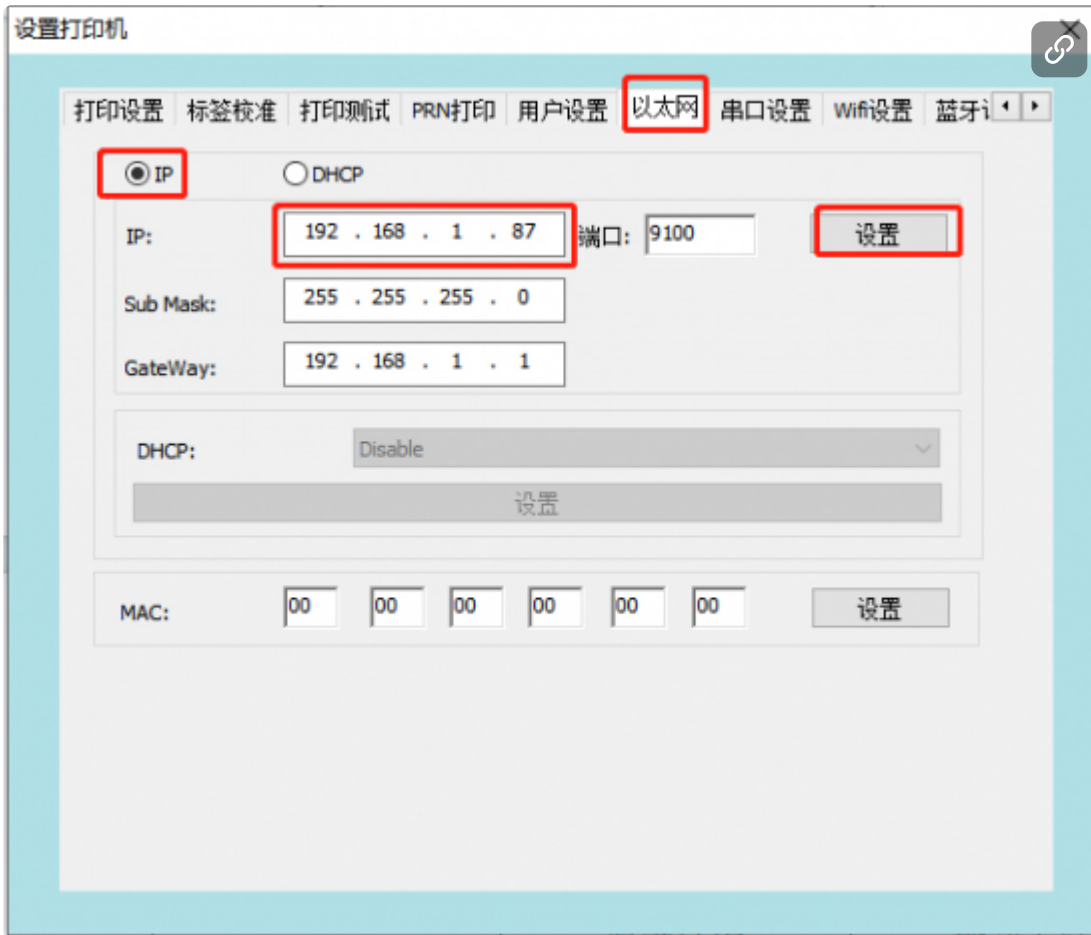 设置打印机
打印设置 标签校准 打印测试 PRN打印 用户设置 以太网 串口设置 Wifi设置 蓝牙
IP DHCP
IP: 192 . 168 . 1 . 87 端口: 9100 设置
Sub Mask: 255 . 255 . 255 . 0
GateWay: 192 . 168 . 1 . 1
DHCP: Disable
设置
MAC: 00 00 00 00 00 00 设置